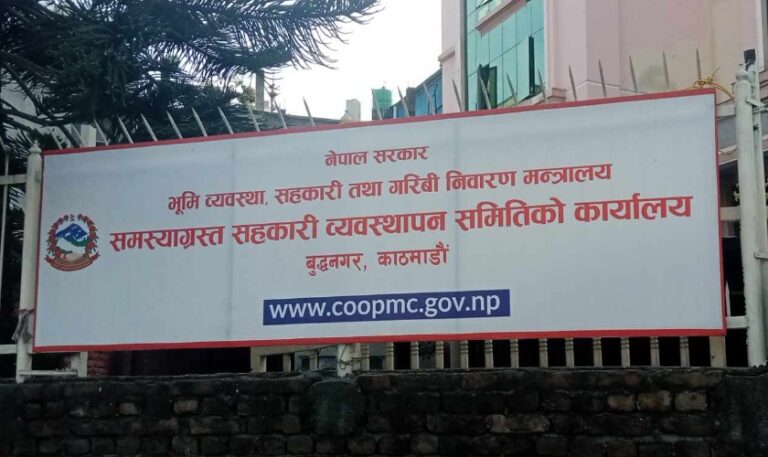 नेपाल सरकार
भूमि व्यवस्था, सहकारी तथा गरिबी निवारण मन्त्रालय
समस्याग्रस्त सहकारी व्यवस्थापन समितिको कार्यालय
बुद्धनगर, काठमाडौं
www.coopmc.gov.np